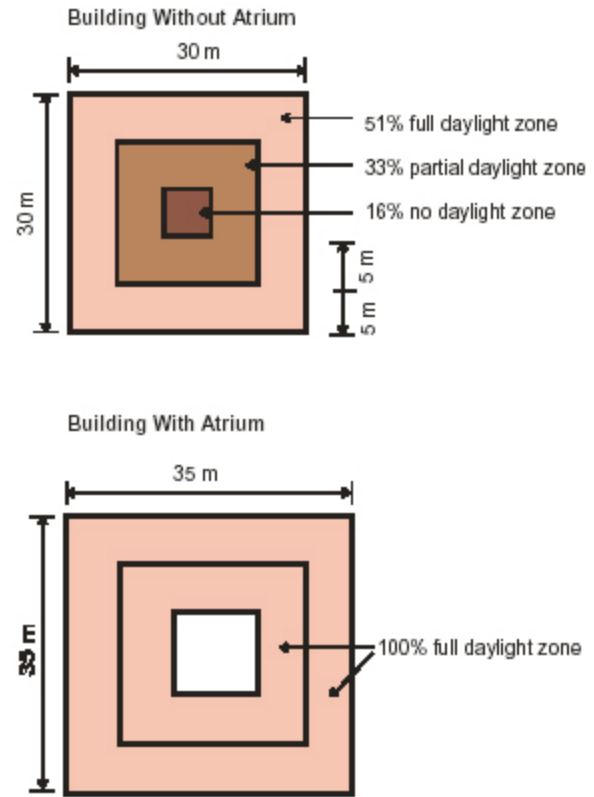 Building Without Atrium
30 m
30 m
51% full daylight zone
33% partial daylight zone
16% no daylight zone
5 m
5 m
Building With Atrium
35 m
35 m
100% full daylight zone